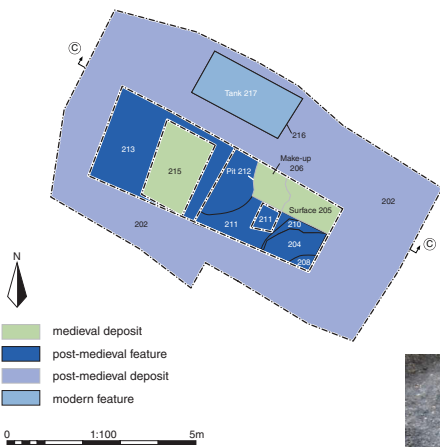 C
Tank 217
213
216
Make-up
206
215
Pit 212
202
Surface 205
211
211
210
202
204
C
208
N
medieval deposit
post-medieval feature
post-medieval deposit
modern feature
0 1:100 5m